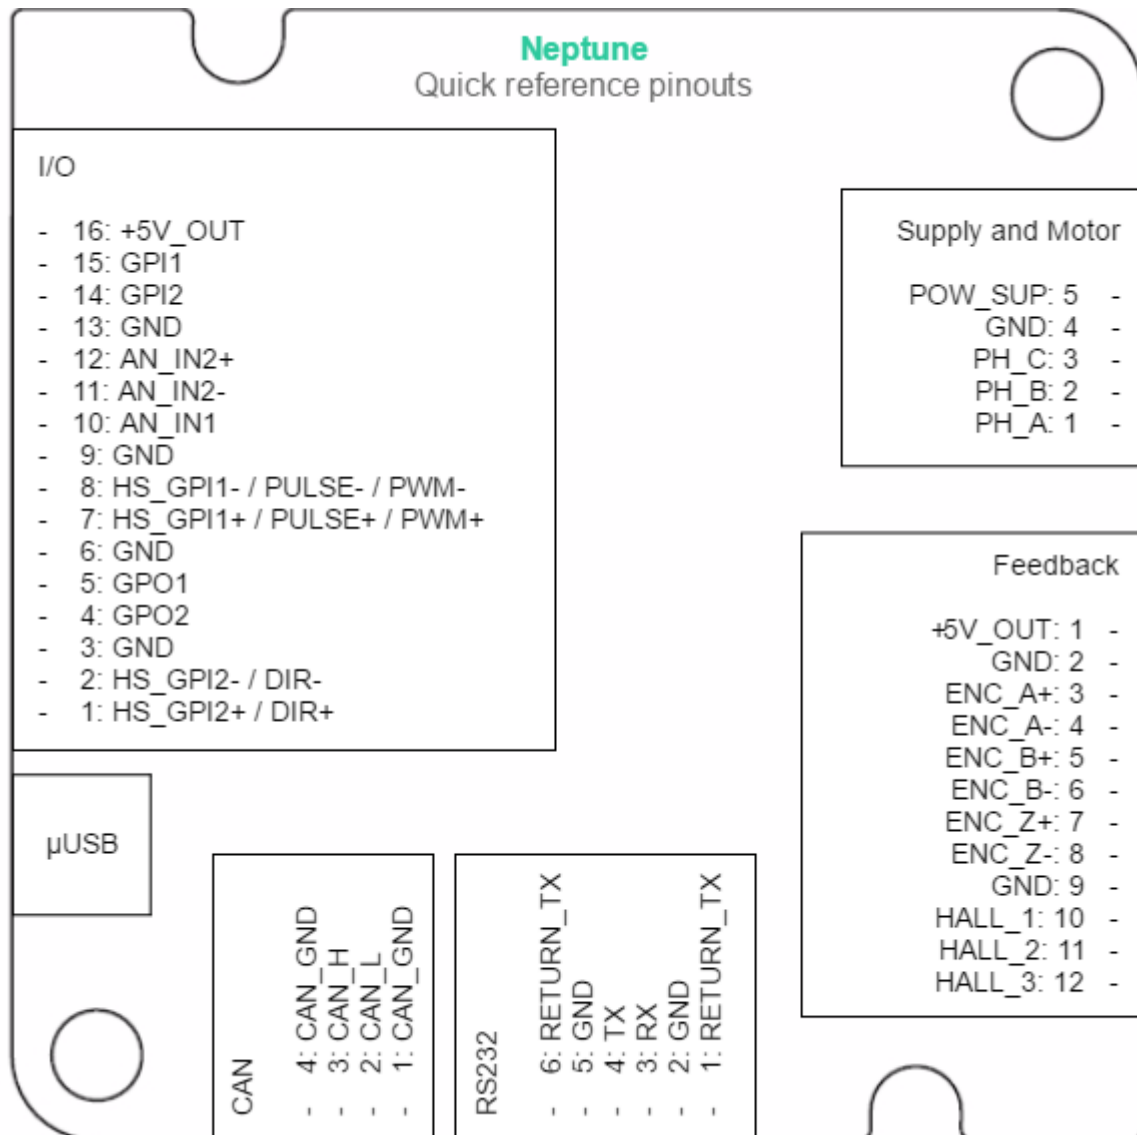 Neptune
Quick reference pinouts
I/O
- 16: +5V_OUT
- 15: GPI1
- 14: GPI2
- 13: GND
- 12: AN_IN2+
- 11: AN_IN2-
- 10: AN_IN1
- 9: GND
- 8: HS_GPI1- / PULSE- / PWM-
- 7: HS_GPI1+ / PULSE+ / PWM+
- 6: GND
- 5: GPO1
- 4: GPO2
- 3: GND
- 2: HS_GPI2- / DIR-
- 1: HS_GPI2+ / DIR+
Supply and Motor
POW_SUP: 5 -
GND: 4 -
PH_C: 3 -
PH_B: 2 -
PH_A: 1 -
Feedback
+5V_OUT: 1 -
GND: 2 -
ENC_A+: 3 -
ENC_A-: 4 -
ENC_B+: 5 -
ENC_B-: 6 -
ENC_Z+: 7 -
ENC_Z-: 8 -
GND: 9 -
HALL_1: 10 -
HALL_2: 11 -
HALL_3: 12 -
µUSB
CAN
- 4: CAN_GND
- 3: CAN_H
- 2: CAN_L
- 1: CAN_GND
RS232
- 6: RETURN_TX
- 5: GND
- 4: TX
- 3: RX
- 2: GND
- 1: RETURN_TX